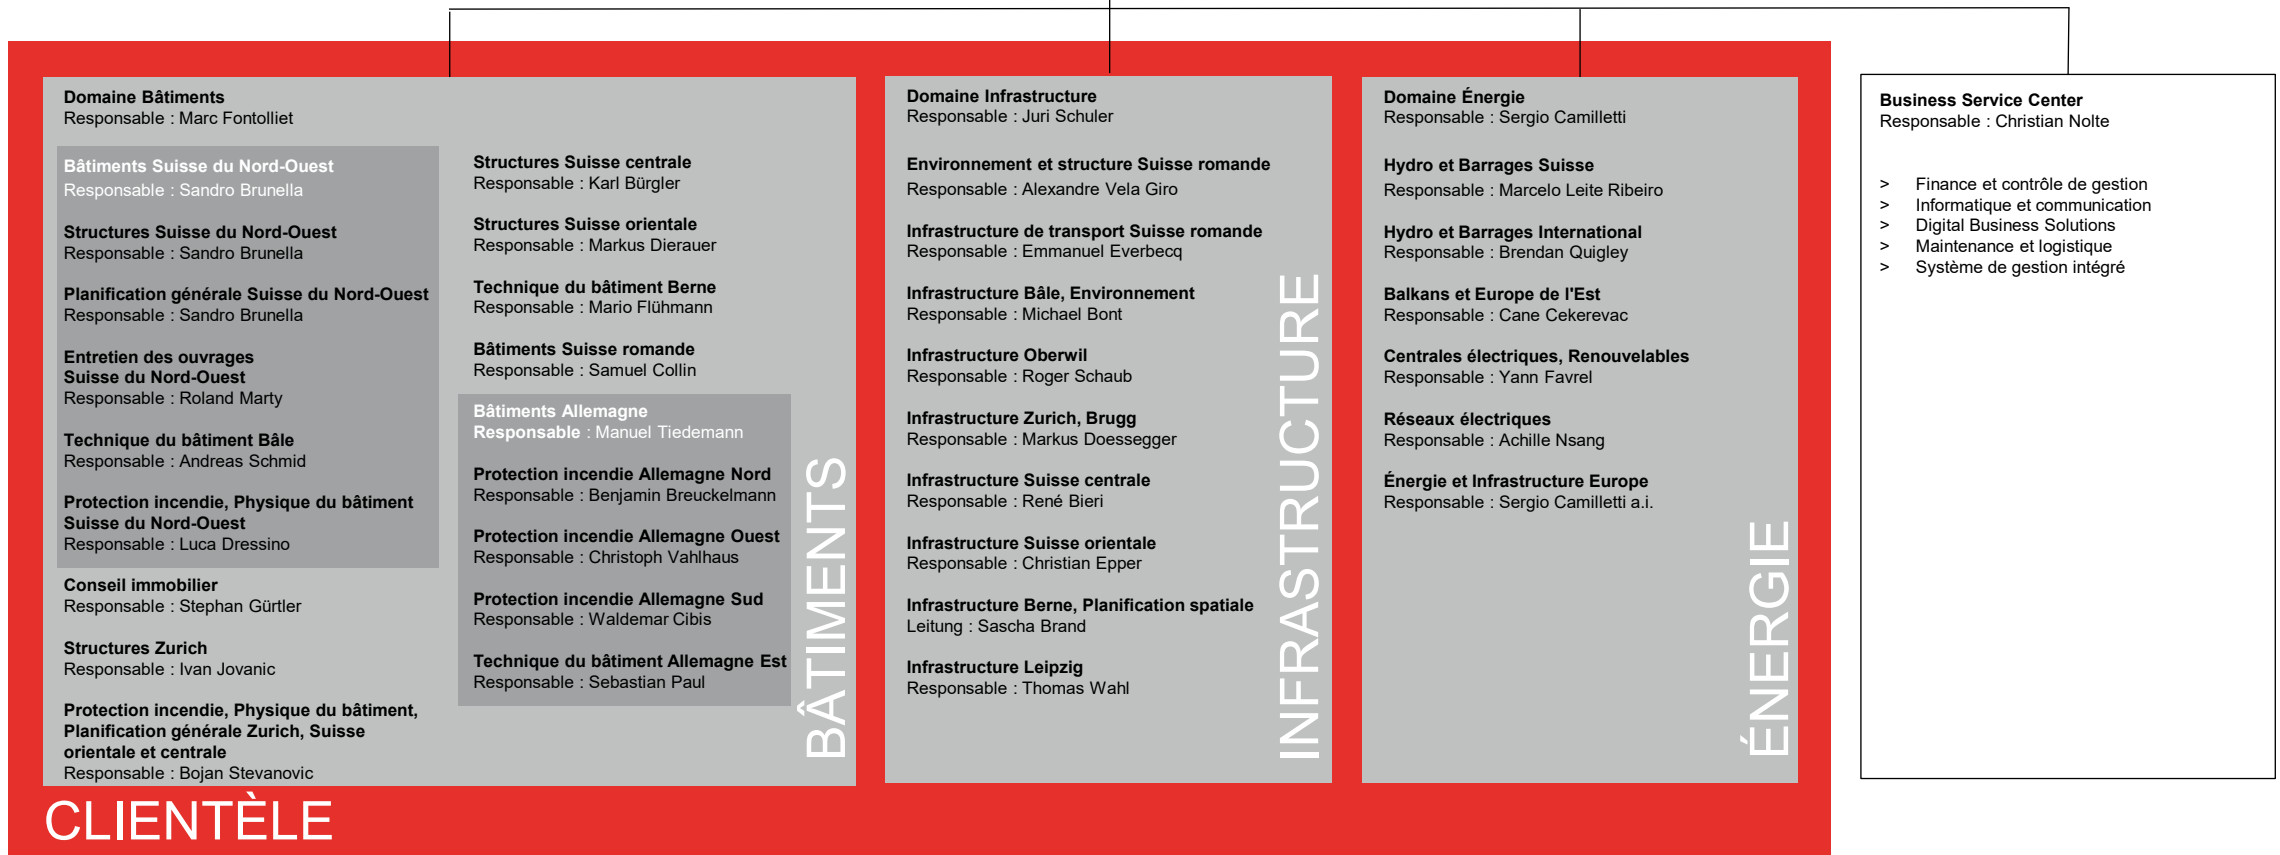 Domaine Bâtiments
Responsable : Marc Fontolliet
Bâtiments Suisse du Nord-Ouest
Responsable : Sandro Brunella
Structures Suisse du Nord-Ouest
Responsable : Sandro Brunella
Planification générale Suisse du Nord-Ouest
Responsable : Sandro Brunella
Entretien des ouvrages
Suisse du Nord-Ouest
Responsable : Roland Marty
Technique du bâtiment Bâle
Responsable : Andreas Schmid
Protection incendie, Physique du bâtiment
Suisse du Nord-Ouest
Responsable : Luca Dressino
Conseil immobilier
Responsable : Stephan Gürtler
Structures Zurich
Responsable : Ivan Jovanic
Protection incendie, Physique du bâtiment,
Planification générale Zurich, Suisse
orientale et centrale
Responsable : Bojan Stevanovic
Structures Suisse centrale
Responsable : Karl Bürgler
Structures Suisse orientale
Responsable : Markus Dierauer
Technique du bâtiment Berne
Responsable : Mario Flühmann
Bâtiments Suisse romande
Responsable : Samuel Collin
Bâtiments Allemagne
Responsable : Manuel Tiedemann
Protection incendie Allemagne Nord
Responsable : Benjamin Breuckelmann
Protection incendie Allemagne Ouest
Responsable : Christoph Vahlhaus
Protection incendie Allemagne Sud
Responsable : Waldemar Cibis
Technique du bâtiment Allemagne Est
Responsable : Sebastian Paul
BÂTIMENTS
Domaine Infrastructure
Responsable : Juri Schuler
Environnement et structure Suisse romande
Responsable : Alexandre Vela Giro
Infrastructure de transport Suisse romande
Responsable : Emmanuel Everbecq
Infrastructure Bâle, Environnement
Responsable : Michael Bont
Infrastructure Oberwil
Responsable : Roger Schaub
Infrastructure Zurich, Brugg
Responsable : Markus Doessegger
Infrastructure Suisse centrale
Responsable : René Bieri
Infrastructure Suisse orientale
Responsable : Christian Epper
Infrastructure Berne, Planification spatiale
Leitung : Sascha Brand
Infrastructure Leipzig
Responsable : Thomas Wahl
INFRASTRUCTURE
Domaine Énergie
Responsable : Sergio Camilletti
Hydro et Barrages Suisse
Responsable : Marcelo Leite Ribeiro
Hydro et Barrages International
Responsable : Brendan Quigley
Balkans et Europe de l'Est
Responsable : Cane Cekerevac
Centrales électriques, Renouvelables
Responsable : Yann Favrel
Réseaux électriques
Responsable : Achille Nsang
Énergie et Infrastructure Europe
Responsable : Sergio Camilletti a.i.
ÉNERGIE
CLIENTÈLE
Business Service Center
Responsable : Christian Nolte
> Finance et contrôle de gestion
> Informatique et communication
> Digital Business Solutions
> Maintenance et logistique
> Système de gestion intégré